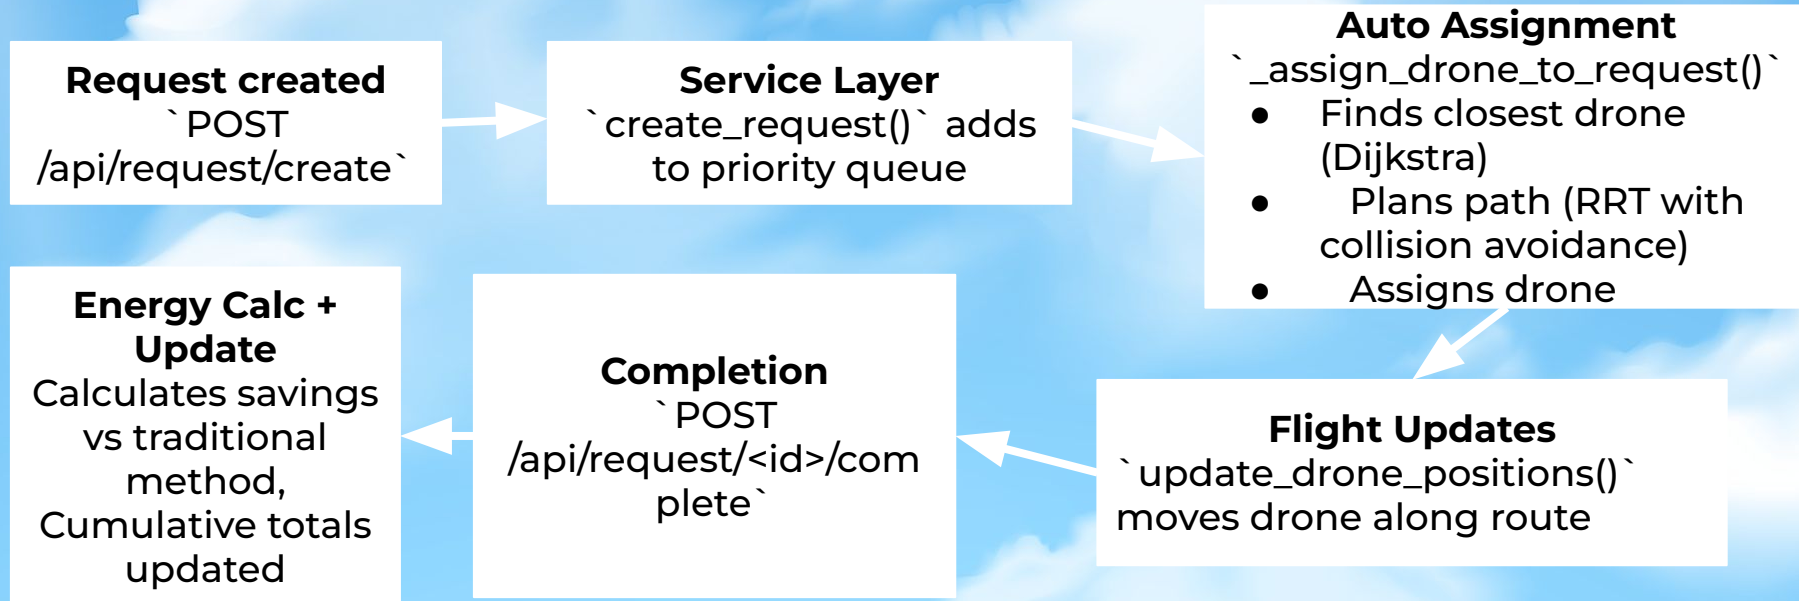 Request created
`POST
/api/request/create`
Service Layer
`create_request()` adds
to priority queue
Auto Assignment
`_assign_drone_to_request()`
● Finds closest drone
(Dijkstra)
● Plans path (RRT with
collision avoidance)
● Assigns drone
Flight Updates
`update_drone_positions()`
moves drone along route
Completion
`POST
/api/request/<id>/com
plete`
Energy Calc +
Update
Calculates savings
vs traditional
method,
Cumulative totals
updated